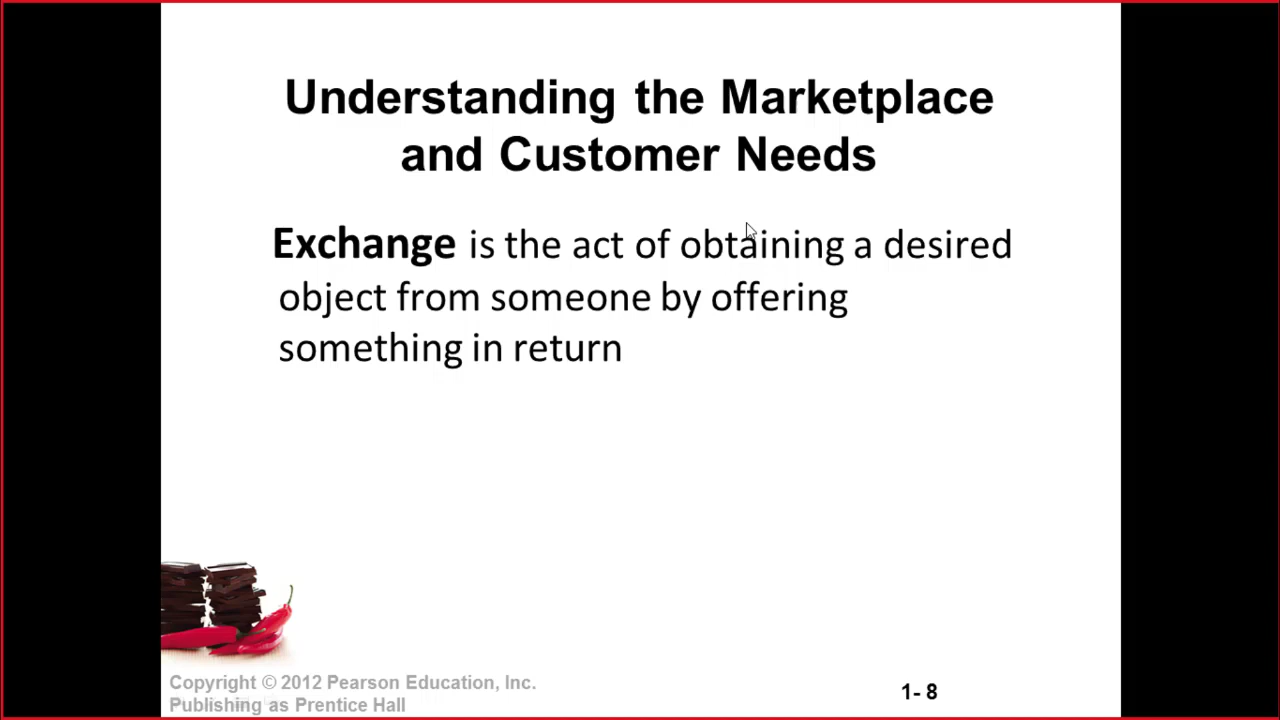 Understanding the Marketplace
and Customer Needs
Exchange is the act of obtaining a desired
object from someone by offering
something in return
Copyright © 2012 Pearson Education, Inc.
Publishing as Prentice Hall
1- 8